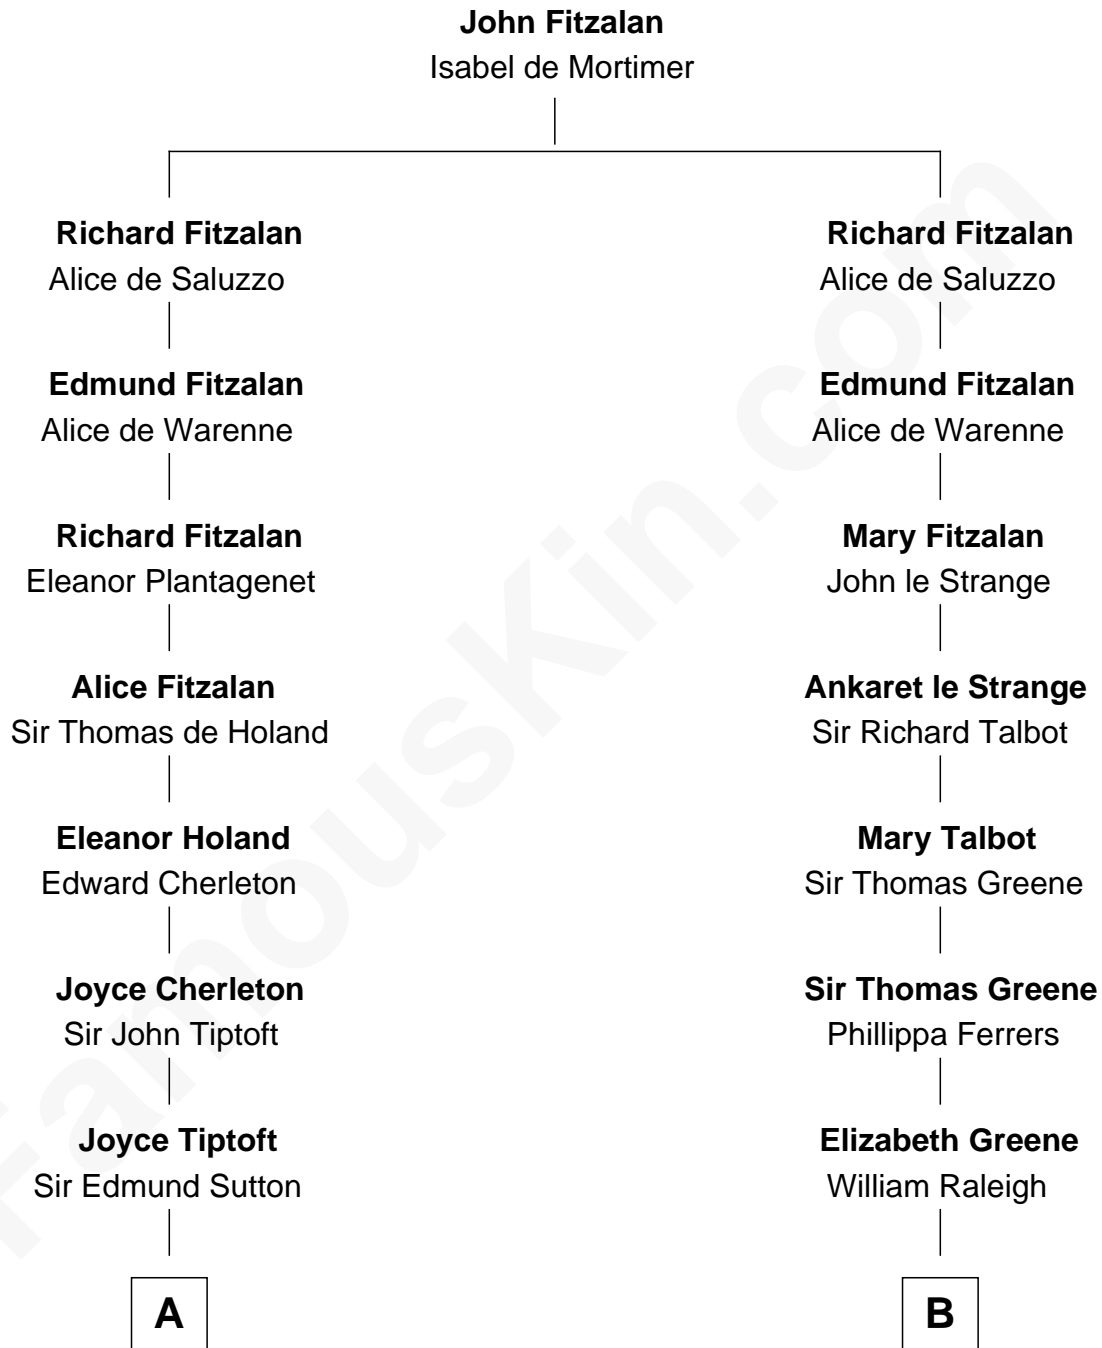 John Fitzalan
Isabel de Mortimer
Richard Fitzalan
Alice de Saluzzo
Edmund Fitzalan
Alice de Warenne
Richard Fitzalan
Eleanor Plantagenet
Alice Fitzalan
Sir Thomas de Holand
Eleanor Holand
Edward Cherleton
Joyce Cherleton
Sir John Tiptoft
Joyce Tiptoft
Sir Edmund Sutton
A
Richard Fitzalan
Alice de Saluzzo
Edmund Fitzalan
Alice de Warenne
Mary Fitzalan
John le Strange
Ankaret le Strange
Sir Richard Talbot
Mary Talbot
Sir Thomas Greene
Sir Thomas Greene
Phillippa Ferrers
Elizabeth Greene
William Raleigh
B
FamousKin.com